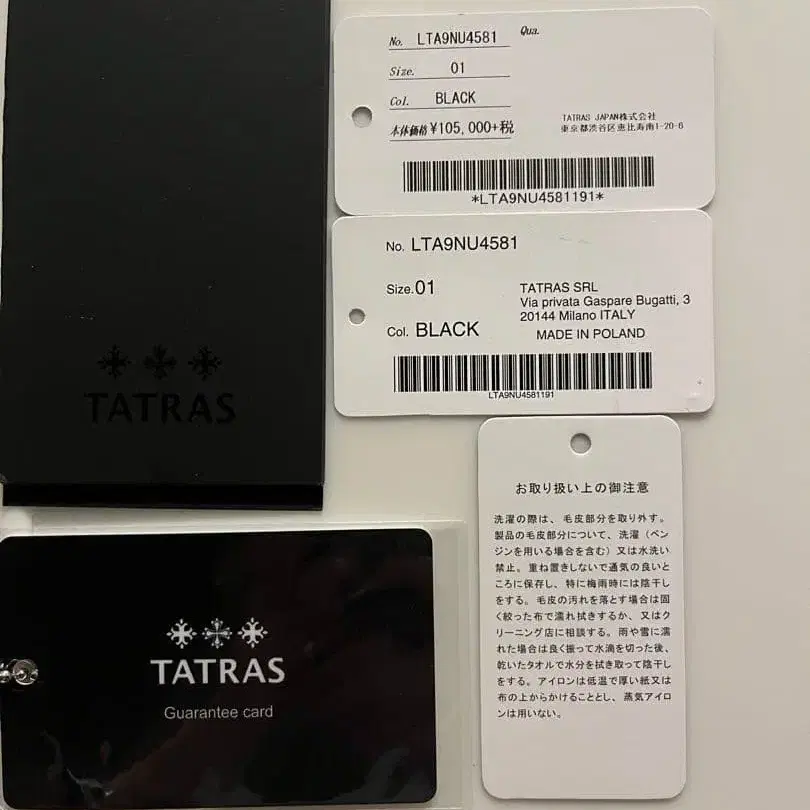 TATRAS
No. LTA9NU4581
Qua.
Size. 01
Col. BLACK
本体価格 ¥105,000+税
TATRAS JAPAN株式会社
東京都渋谷区恵比寿南1-20-6
*LTA9NU4581191*
No. LTA9NU4581
Size.01
Col. BLACK
TATRAS SRL
Via privata Gaspare Bugatti, 3
20144 Milano ITALY
MADE IN POLAND
LTA9NU4581191
TATRAS
Guarantee card
お取り扱い上の御注意
洗濯の際は、毛皮部分を取り外す。
製品の毛皮部分について、洗濯（ベン
ジンを用いる場合を含む）又は水洗い
禁止。重ね置きしないで通気の良いと
ころに保存し、特に梅雨時には陰干し
をする。毛皮の汚れを落とす場合は固
く絞った布で濡れ拭きするか、又はク
リーニング店に相談する。雨や雪に濡
れた場合は良く振って水滴を切った後、
乾いたタオルで水分を拭き取って陰干し
をする。アイロンは低温で厚い紙又は
布の上からかけることとし、蒸気アイロ
ンは用いない。